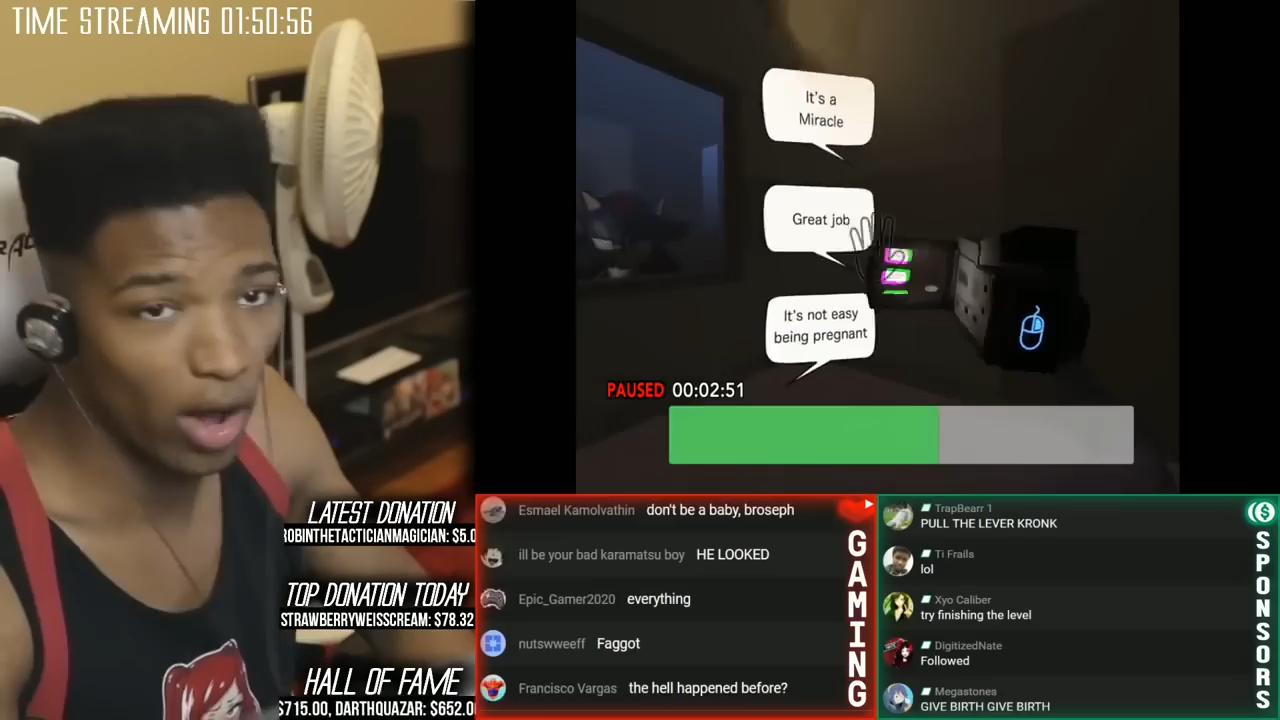 TIME STREAMING 01:50:56
It's a
Miracle
Great job
It's not easy
being pregnant
PAUSED 00:02:51
LATEST DONATION
ROBINTHETACTICIANMAGICIAN: $5.0
TOP DONATION TODAY
STRAWBERRYWEISSCREAM: $78.32
HALL OF FAME
$715.00, DARTHQUAZAR: $652.0
Esmael Kamolvathin don't be a baby, broseph
ill be your bad karamatsu boy HE LOOKED
Epic_Gamer2020 everything
nutswweeff Faggot
Francisco Vargas the hell happened before?
GAMING
TrapBearr 1
PULL THE LEVER KRONK
Ti Frails
lol
Xyo Caliber
try finishing the level
DigitizedNate
Followed
Megastones
GIVE BIRTH GIVE BIRTH
SPONSORS